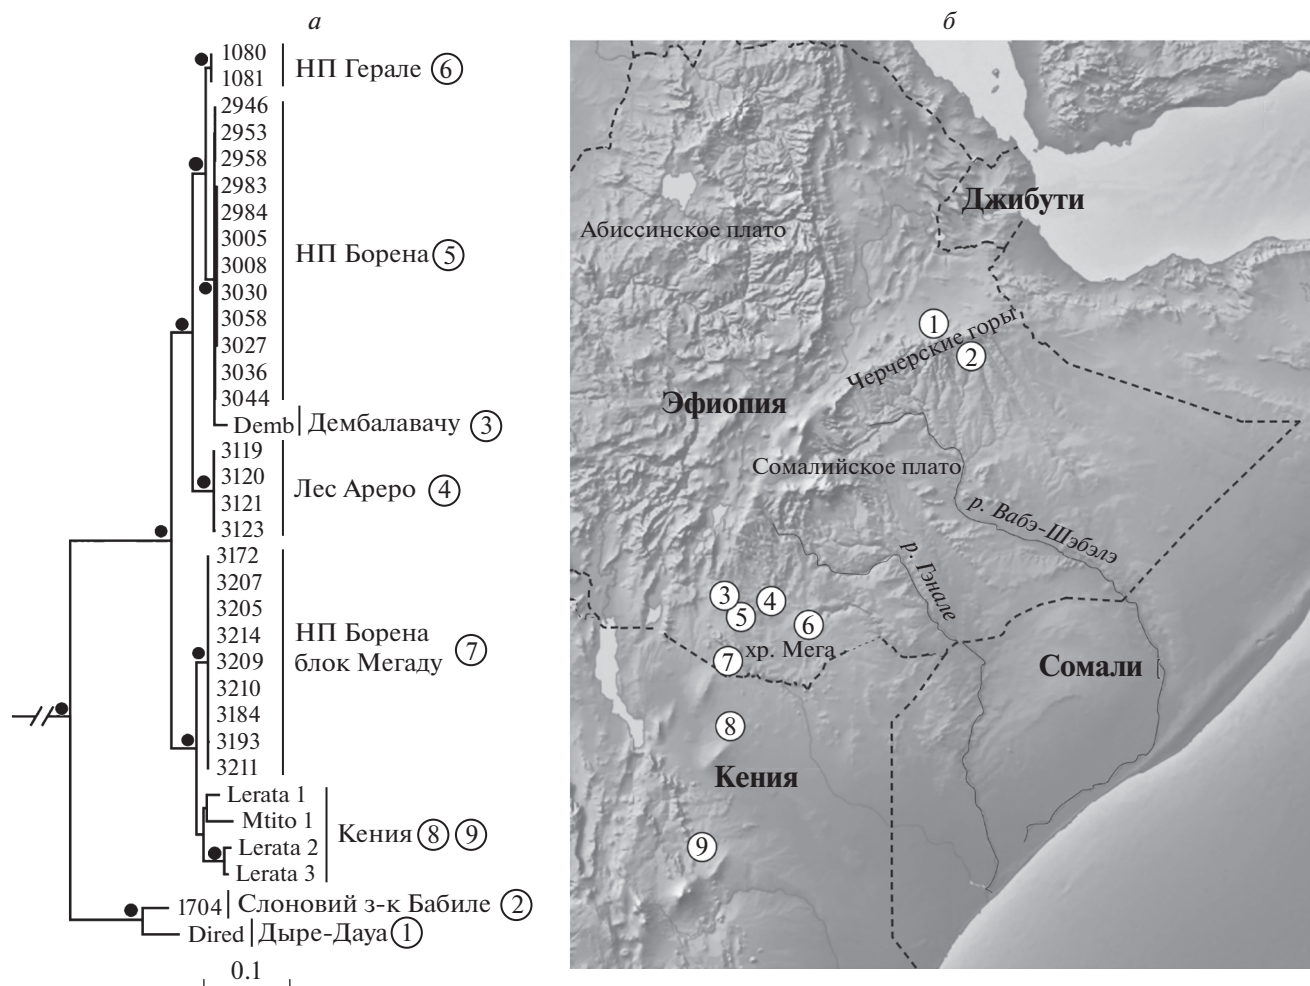 а
1080
1081
НП Герале 6
2946
2953
2958
2983
2984
3005
3008
3030
3058
3027
3036
3044
НП Борена 5
Demb Дембалавачу 3
3119
3120
3121
3123
Лес Ареро 4
3172
3207
3205
3214
3209
3210
3184
3193
3211
НП Борена
блок Мегаду 7
Lerata 1
Mtito 1
Lerata 2
Lerata 3
Кения 8 9
1704 Слоновий з-к Бабиле 2
Dired Дыре-Дауа 1
0.1
б
Джибути
Абиссинское плато
1
Черчерские горы
2
Эфиопия
Сомалийское плато
р. Вабэ-Шэбэлэ
р. Гэнале
3
4
5
6
хр. Мега
7
Сомали
8
Кения
9